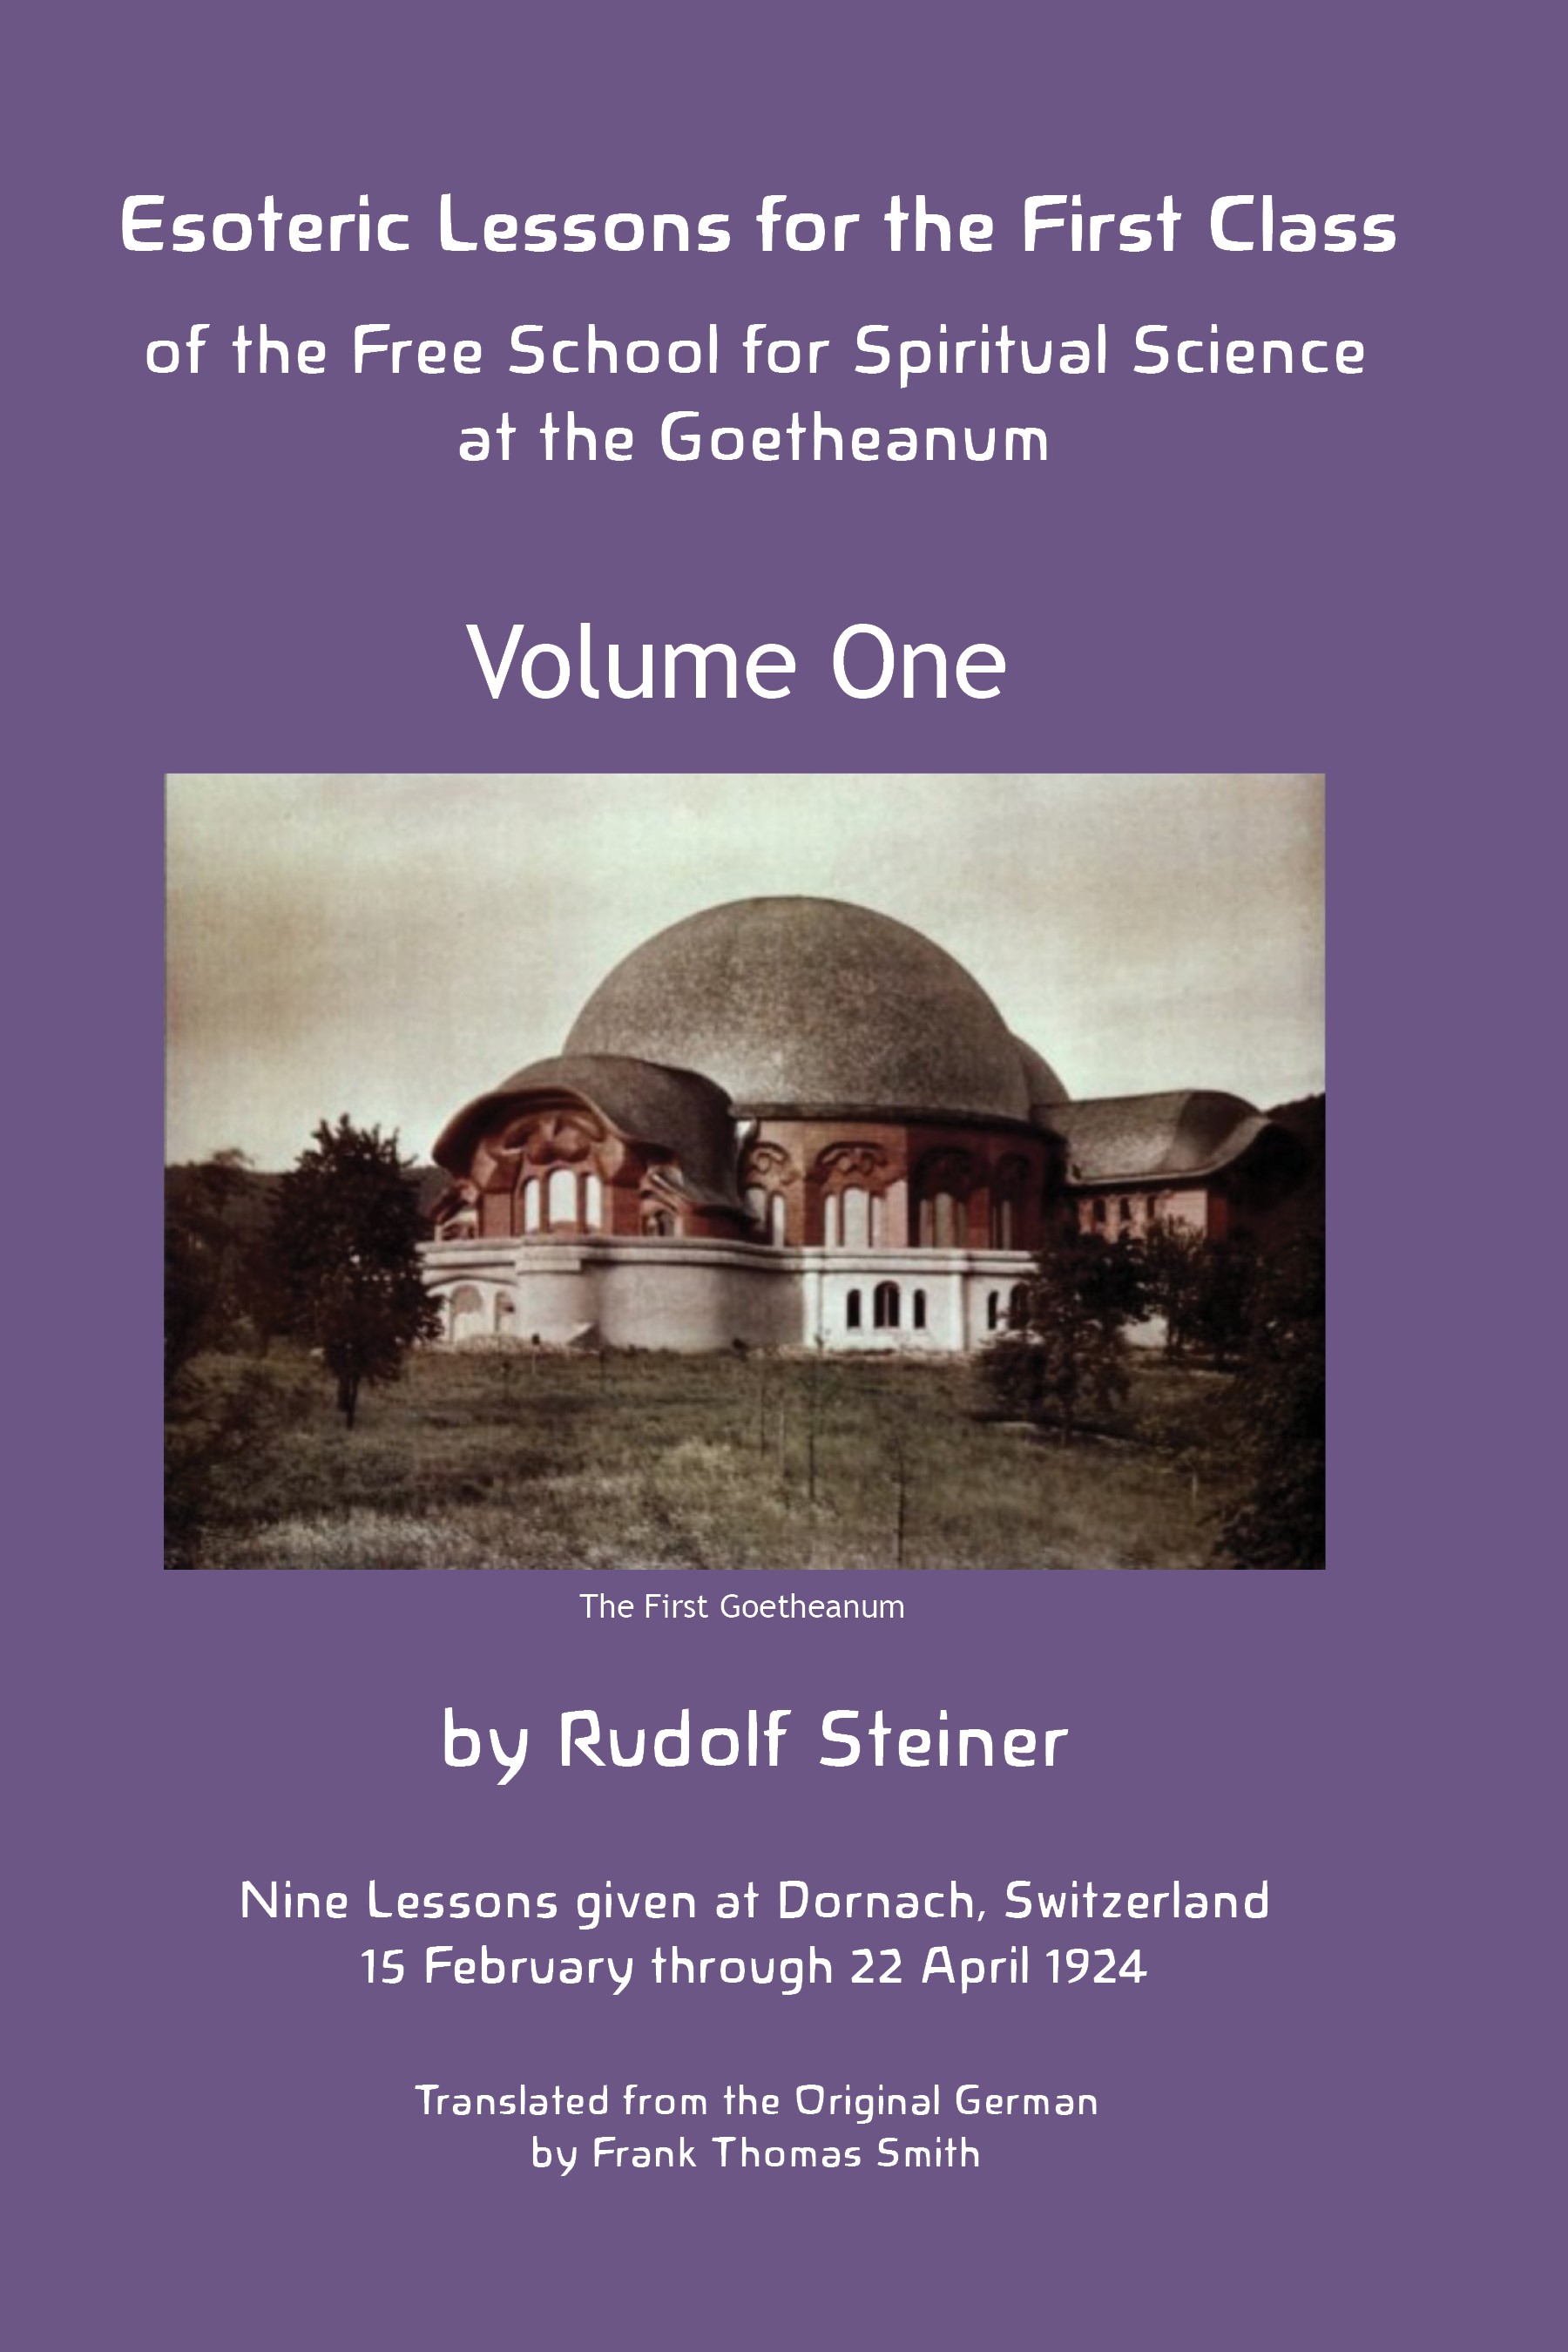 Esoteric Lessons for the First Class
of the Free School for Spiritual Science
at the Goetheanum
Volume One
The First Goetheanum
by Rudolf Steiner
Nine Lessons given at Dornach, Switzerland
15 February through 22 April 1924
Translated from the Original German
by Frank Thomas Smith